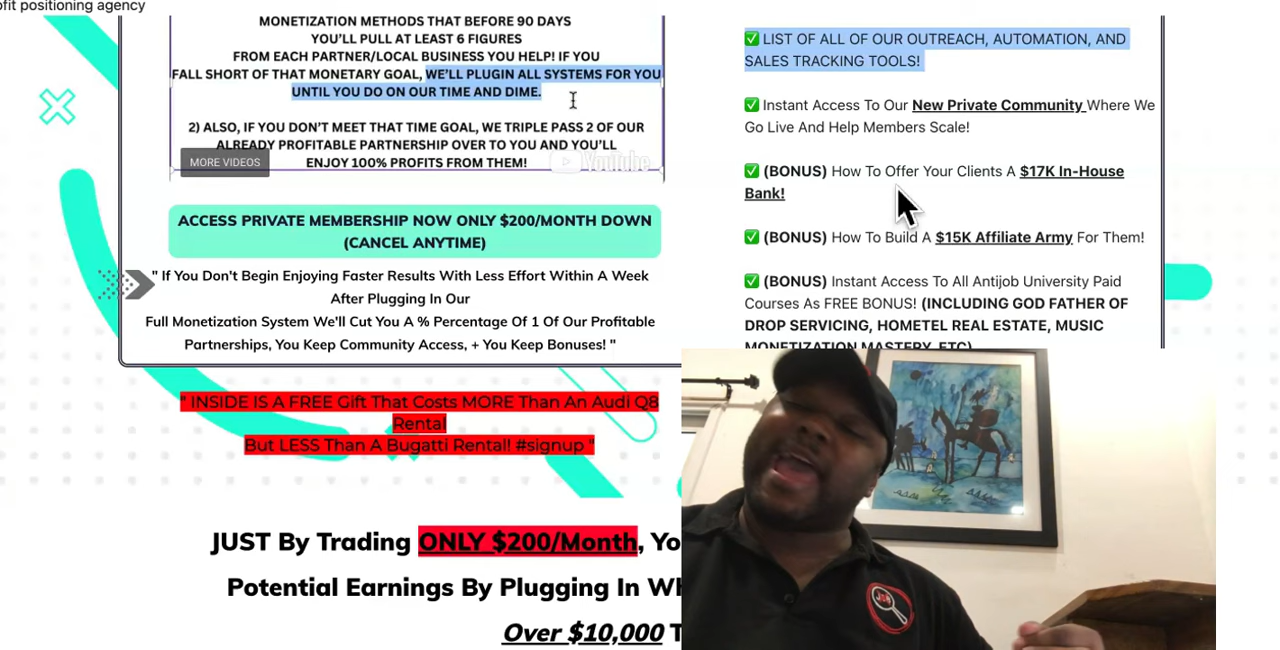 ofit positioning agency
MONETIZATION METHODS THAT BEFORE 90 DAYS
YOU'LL PULL AT LEAST 6 FIGURES
FROM EACH PARTNER/LOCAL BUSINESS YOU HELP! IF YOU
FALL SHORT OF THAT MONETARY GOAL, WE'LL PLUGIN ALL SYSTEMS FOR YOU
UNTIL YOU DO ON OUR TIME AND DIME.
2) ALSO, IF YOU DON'T MEET THAT TIME GOAL, WE TRIPLE PASS 2 OF OUR
ALREADY PROFITABLE PARTNERSHIP OVER TO YOU AND YOU'LL
ENJOY 100% PROFITS FROM THEM!
MORE VIDEOS
YouTube
ACCESS PRIVATE MEMBERSHIP NOW ONLY $200/MONTH DOWN
(CANCEL ANYTIME)
" If You Don't Begin Enjoying Faster Results With Less Effort Within A Week
After Plugging In Our
Full Monetization System We'll Cut You A % Percentage Of 1 Of Our Profitable
Partnerships, You Keep Community Access, + You Keep Bonuses! "
" INSIDE IS A FREE Gift That Costs MORE Than An Audi Q8
Rental
But LESS Than A Bugatti Rental! #signup "
JUST By Trading ONLY $200/Month, Yo
Potential Earnings By Plugging In Wh
Over $10,000 T
✅ LIST OF ALL OF OUR OUTREACH, AUTOMATION, AND
SALES TRACKING TOOLS!
✅ Instant Access To Our New Private Community Where We
Go Live And Help Members Scale!
✅ (BONUS) How To Offer Your Clients A $17K In-House
Bank!
✅ (BONUS) How To Build A $15K Affiliate Army For Them!
✅ (BONUS) Instant Access To All Antijob University Paid
Courses As FREE BONUS! (INCLUDING GOD FATHER OF
DROP SERVICING, HOMETEL REAL ESTATE, MUSIC
MONETIZATION MASTERY, ETC)